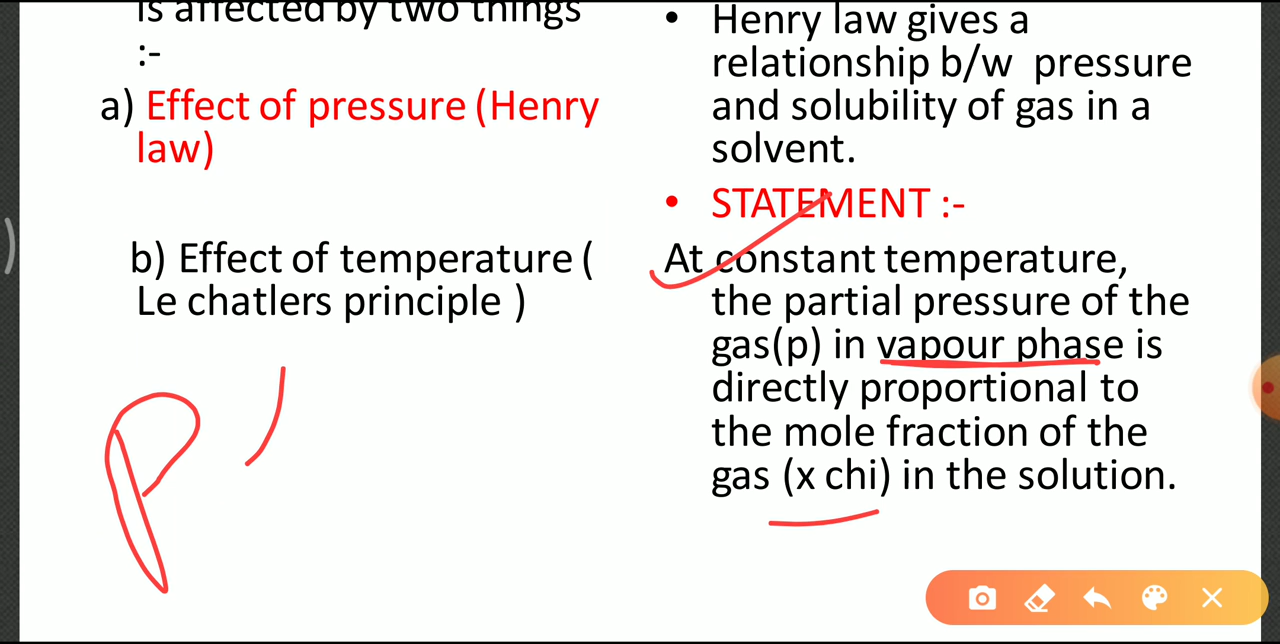 is affected by two things
:-
a) Effect of pressure (Henry
law)
b) Effect of temperature (
Le chatlers principle )
P
• Henry law gives a
relationship b/w pressure
and solubility of gas in a
solvent.
• STATEMENT :-
At constant temperature,
the partial pressure of the
gas(p) in vapour phase is
directly proportional to
the mole fraction of the
gas (x chi) in the solution.